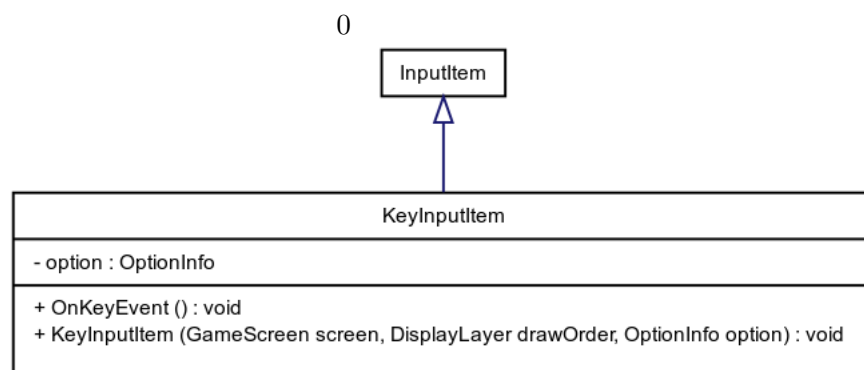 0
InputItem
KeyInputItem
- option : OptionInfo
+ OnKeyEvent () : void
+ KeyInputItem (GameScreen screen, DisplayLayer drawOrder, OptionInfo option) : void